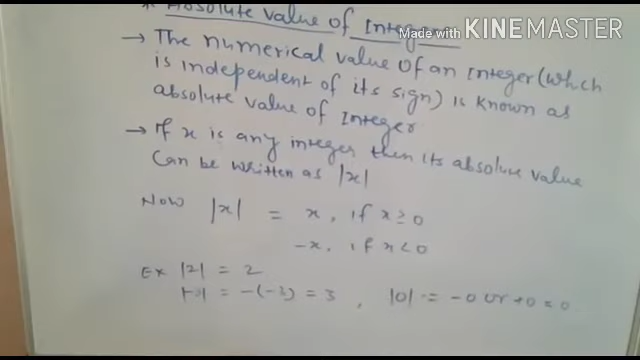 * Absolute value of Integers
Made with KINEMASTER
→ The numerical value of an integer (which
is independent of its sign) is known as
absolute value of Integer
→ If x is any integer then its absolute value
Can be written as |x|
Now |x| = x, if x ≥ 0
-x, if x < 0
Ex |2| = 2
|-3| = -(-3) = 3, |0| = -0 or +0 = 0